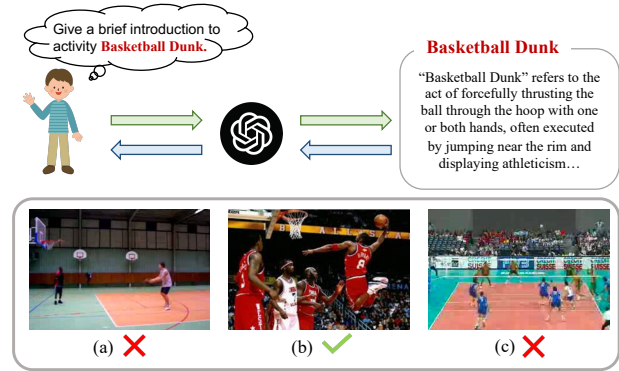 Give a brief introduction to
activity Basketball Dunk.
Basketball Dunk
“Basketball Dunk” refers to the
act of forcefully thrusting the
ball through the hoop with one
or both hands, often executed
by jumping near the rim and
displaying athleticism…
8
(a)
(b)
(c)